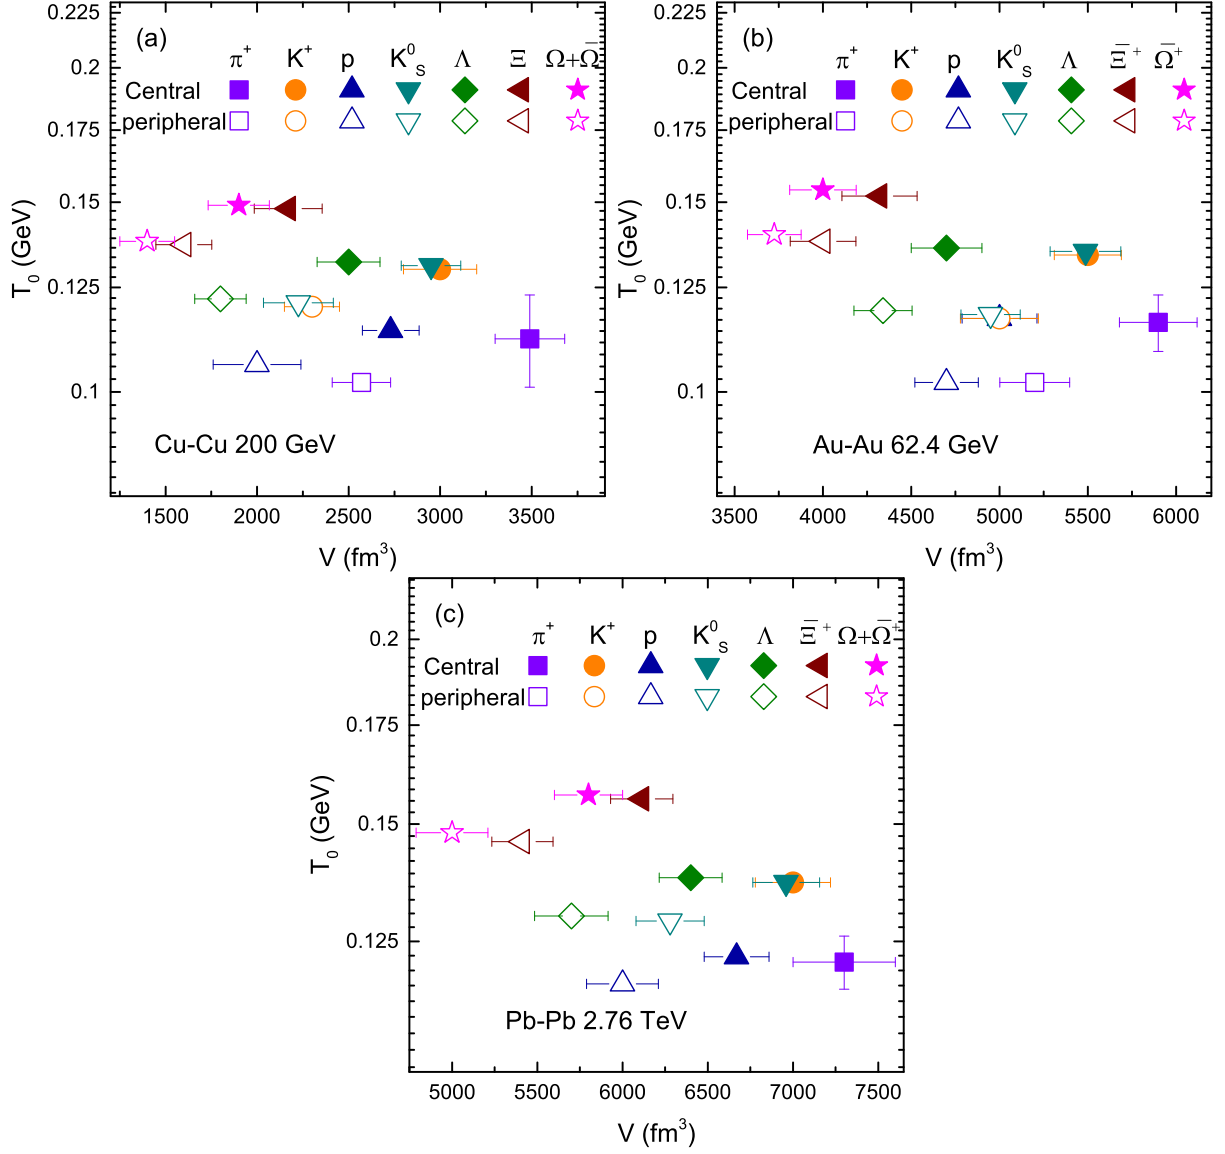 (a)
π⁺ K⁺ p K⁰_S Λ Ξ Ω+Ω̅
Central
peripheral
0.225
0.2
0.175
0.15
0.125
0.1
T₀ (GeV)
Cu-Cu 200 GeV
1500 2000 2500 3000 3500
V (fm³)
(b)
π⁺ K⁺ p K⁰_S Λ Ξ̅⁺ Ω̅⁺
Central
peripheral
0.225
0.2
0.175
0.15
0.125
0.1
T₀ (GeV)
Au-Au 62.4 GeV
3500 4000 4500 5000 5500 6000
V (fm³)
(c)
π⁺ K⁺ p K⁰_S Λ Ξ̅⁺ Ω+Ω̅⁺
Central
peripheral
0.2
0.175
0.15
0.125
T₀ (GeV)
Pb-Pb 2.76 TeV
5000 5500 6000 6500 7000 7500
V (fm³)